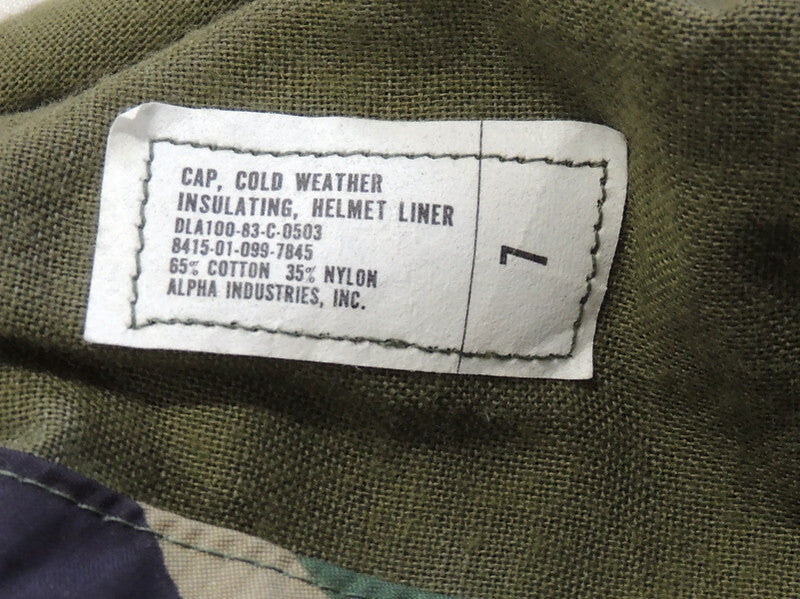 CAP, COLD WEATHER
INSULATING, HELMET LINER
DLA100-83-C-0503
8415-01-099-7845
65% COTTON 35% NYLON
ALPHA INDUSTRIES, INC.
7